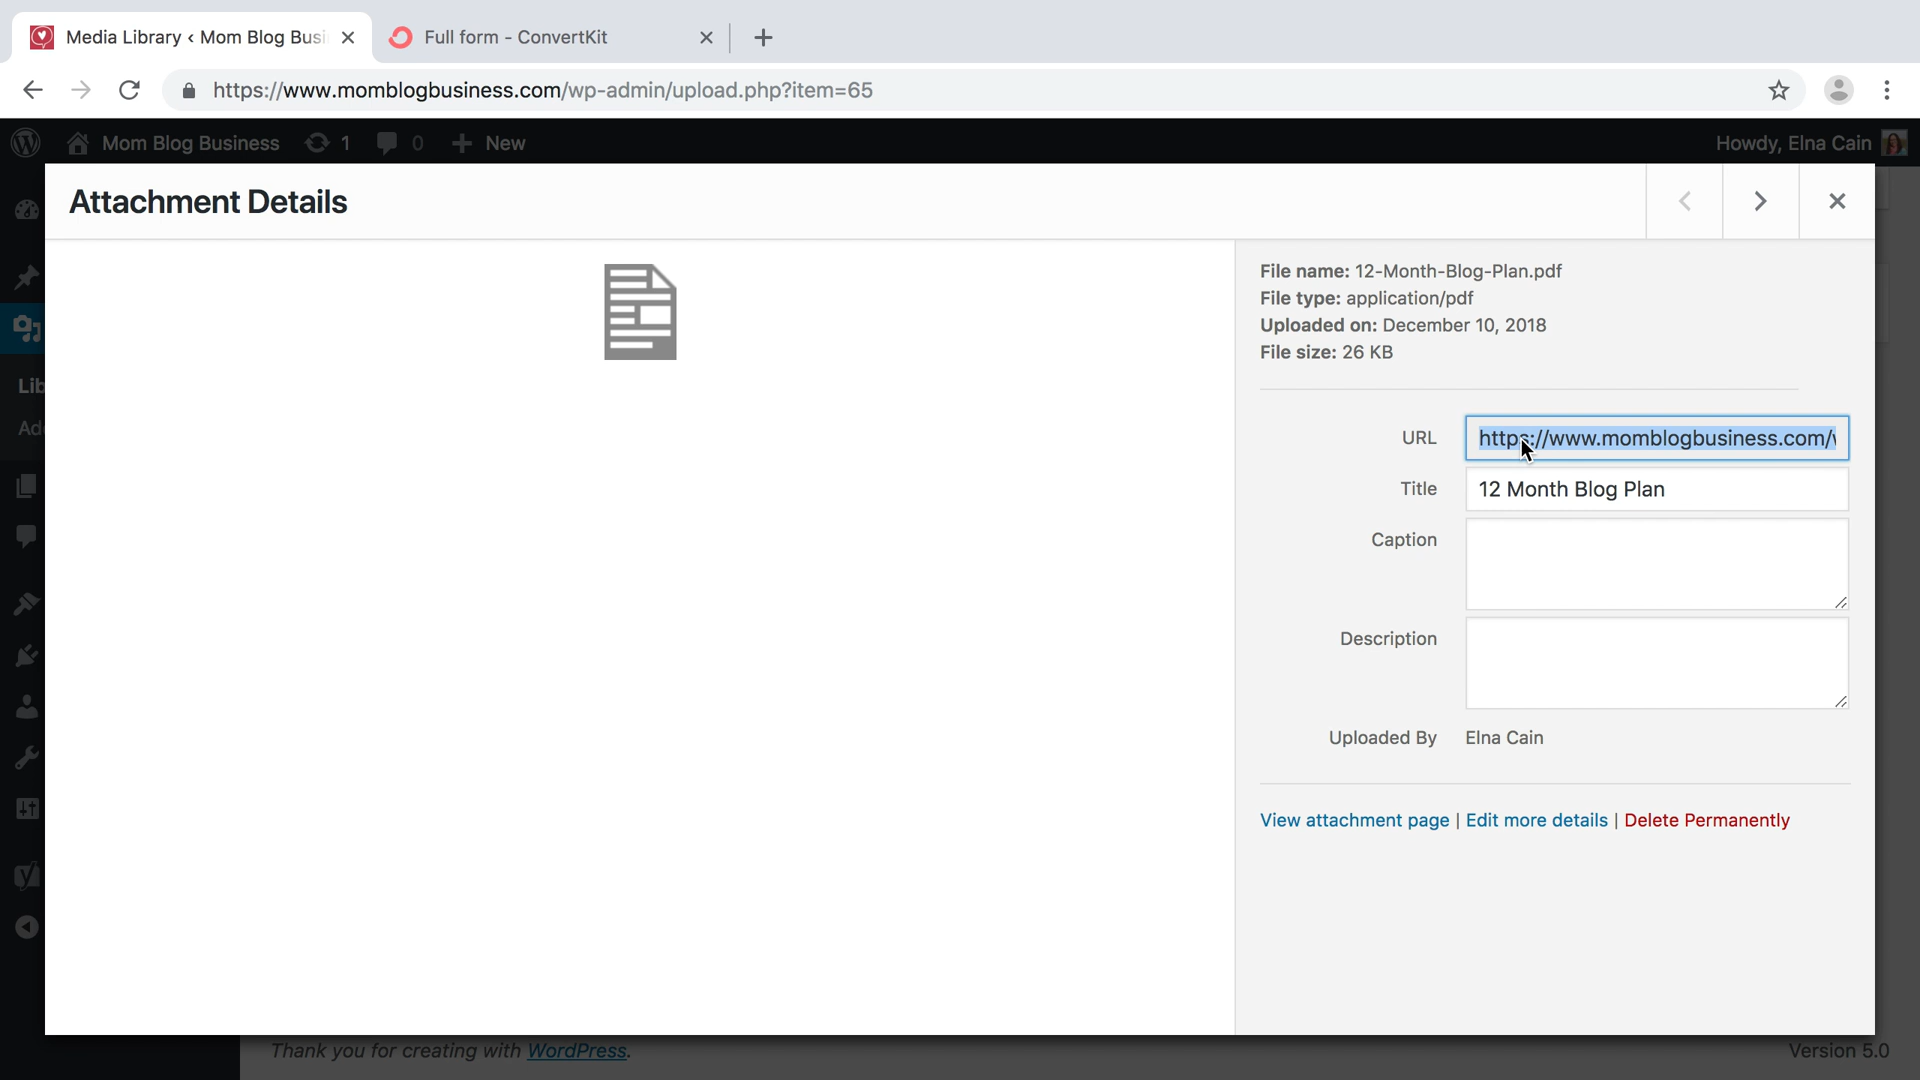 Media Library ‹ Mom Blog Busi
Full form - ConvertKit
https://www.momblogbusiness.com/wp-admin/upload.php?item=65
Mom Blog Business 1 0 New
Howdy, Elna Cain
Attachment Details
Lib
Add
File name: 12-Month-Blog-Plan.pdf
File type: application/pdf
Uploaded on: December 10, 2018
File size: 26 KB
URL https://www.momblogbusiness.com/
Title 12 Month Blog Plan
Caption
Description
Uploaded By Elna Cain
View attachment page | Edit more details | Delete Permanently
Thank you for creating with WordPress.
Version 5.0